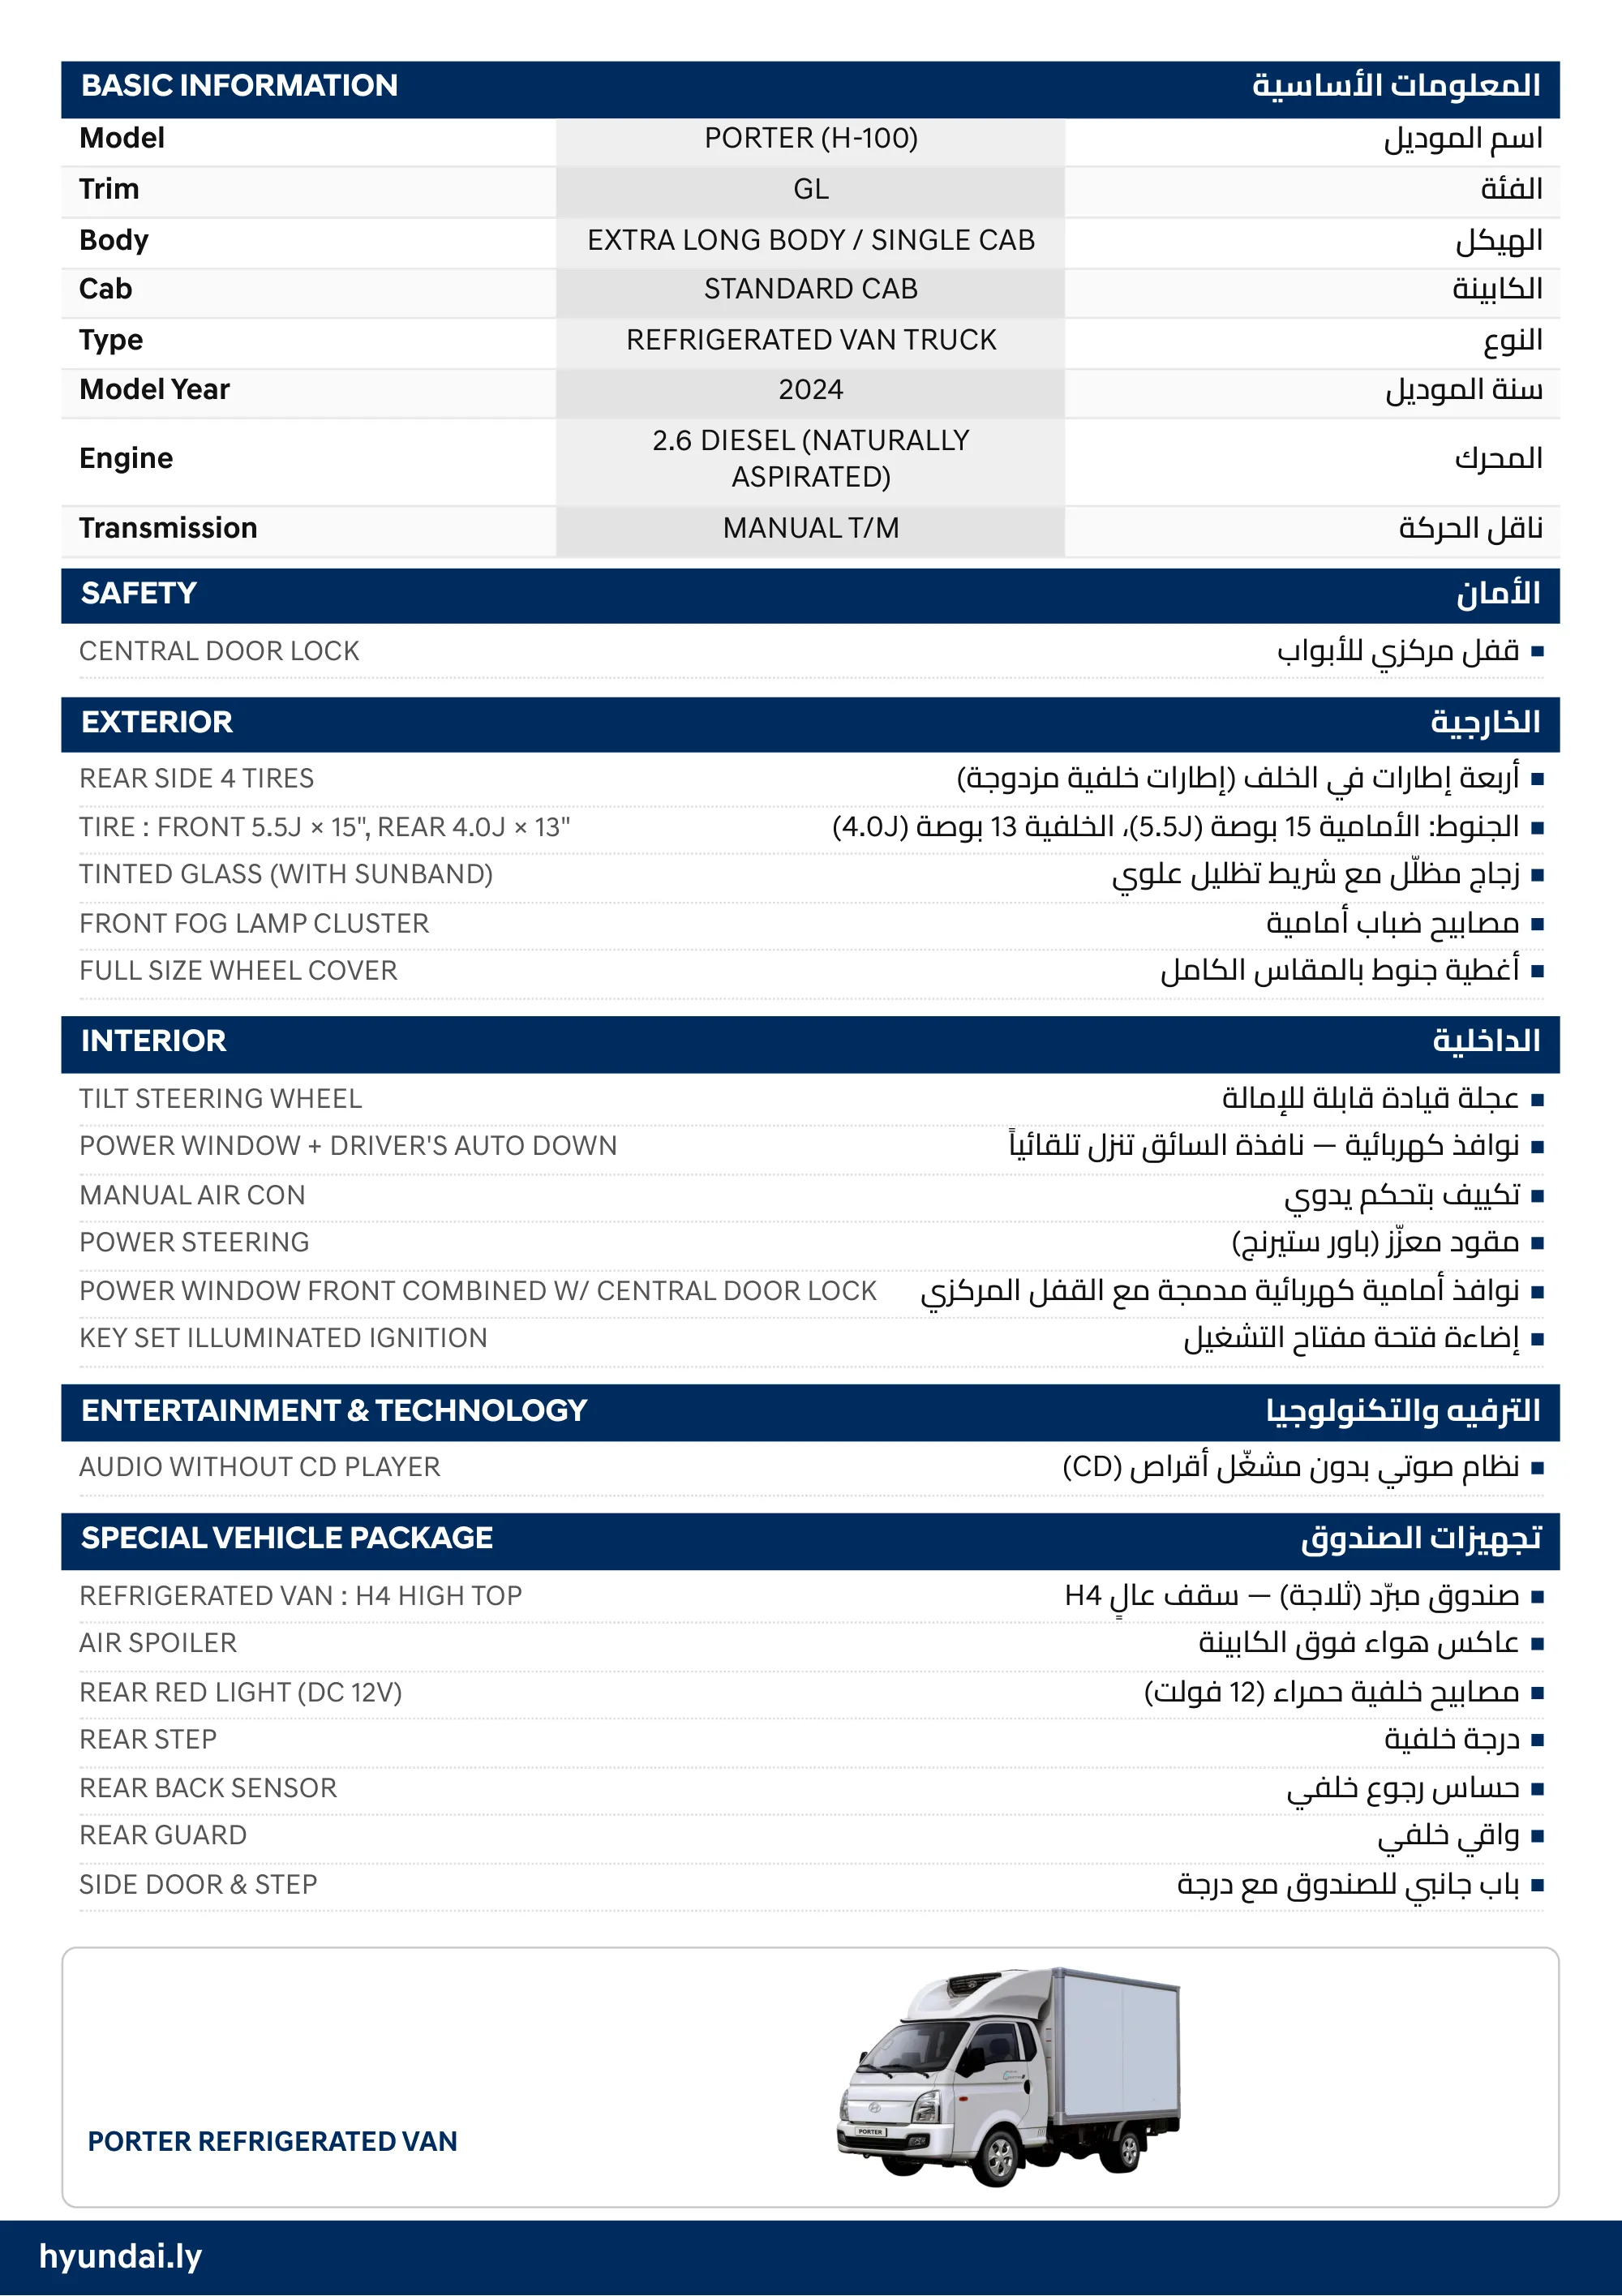 BASIC INFORMATION المعلومات الأساسية
Model PORTER (H-100) اسم الموديل
Trim GL الفئة
Body EXTRA LONG BODY / SINGLE CAB الهيكل
Cab STANDARD CAB الكابينة
Type REFRIGERATED VAN TRUCK النوع
Model Year 2024 سنة الموديل
Engine 2.6 DIESEL (NATURALLY ASPIRATED) المحرك
Transmission MANUAL T/M ناقل الحركة
SAFETY الأمان
CENTRAL DOOR LOCK قفل مركزي للأبواب
EXTERIOR الخارجية
REAR SIDE 4 TIRES أربعة إطارات في الخلف (إطارات خلفية مزدوجة)
TIRE : FRONT 5.5J × 15", REAR 4.0J × 13" الجنوط: الأمامية 15 بوصة (5.5J)، الخلفية 13 بوصة (4.0J)
TINTED GLASS (WITH SUNBAND) زجاج مظلّل مع شريط تظليل علوي
FRONT FOG LAMP CLUSTER مصابيح ضباب أمامية
FULL SIZE WHEEL COVER أغطية جنوط بالمقاس الكامل
INTERIOR الداخلية
TILT STEERING WHEEL عجلة قيادة قابلة للإمالة
POWER WINDOW + DRIVER'S AUTO DOWN نوافذ كهربائية — نافذة السائق تنزل تلقائياً
MANUAL AIR CON تكييف بتحكم يدوي
POWER STEERING مقود معزّز (باور ستيرنج)
POWER WINDOW FRONT COMBINED W/ CENTRAL DOOR LOCK نوافذ أمامية كهربائية مدمجة مع القفل المركزي
KEY SET ILLUMINATED IGNITION إضاءة فتحة مفتاح التشغيل
ENTERTAINMENT & TECHNOLOGY الترفيه والتكنولوجيا
AUDIO WITHOUT CD PLAYER نظام صوتي بدون مشغّل أقراص (CD)
SPECIAL VEHICLE PACKAGE تجهيزات الصندوق
REFRIGERATED VAN : H4 HIGH TOP صندوق مبرّد (ثلاجة) — سقف عالٍ H4
AIR SPOILER عاكس هواء فوق الكابينة
REAR RED LIGHT (DC 12V) مصابيح خلفية حمراء (12 فولت)
REAR STEP درجة خلفية
REAR BACK SENSOR حساس رجوع خلفي
REAR GUARD واقي خلفي
SIDE DOOR & STEP باب جانبي للصندوق مع درجة
PORTER
PORTER REFRIGERATED VAN
hyundai.ly